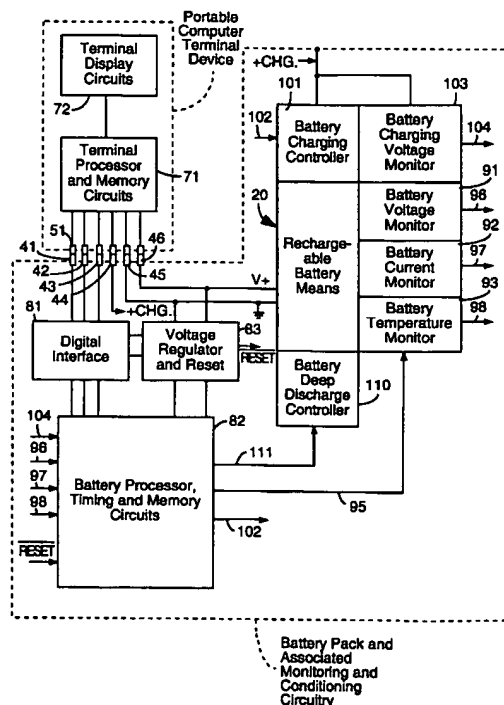 Portable
Computer
Terminal
Device
Terminal
Display
Circuits
72
Terminal
Processor
and Memory
Circuits
71
51
41
42
43
44
46
45
+CHG.
+CHG.
101
103
102
Battery
Charging
Controller
Battery
Charging
Voltage
Monitor
104
91
Battery
Voltage
Monitor
96
92
20
Recharge-
able
Battery
Means
Battery
Current
Monitor
97
93
Battery
Temperature
Monitor
98
V+
81
Digital
Interface
Voltage
Regulator
and Reset
83
RESET
Battery
Deep
Discharge
Controller
110
82
104
96
97
98
RESET
Battery Processor,
Timing and Memory
Circuits
111
95
102
Battery Pack and
Associated
Monitoring and
Conditioning
Circuitry